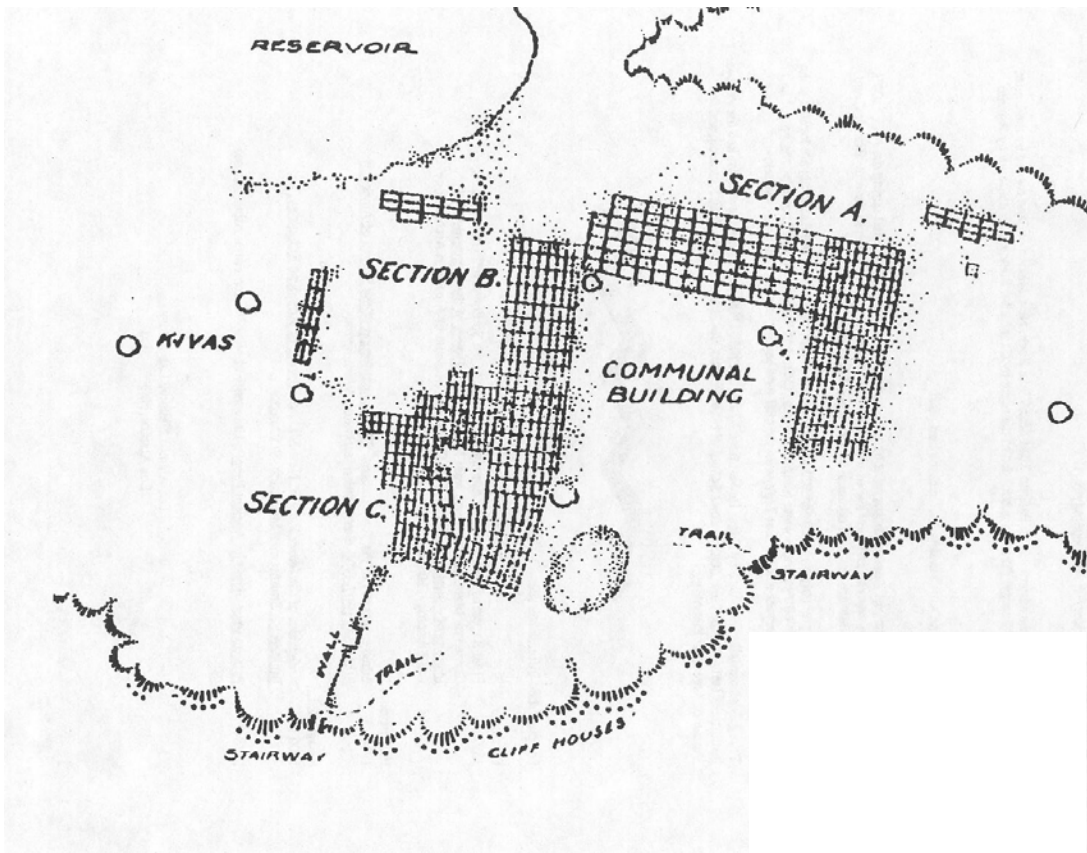 RESERVOIR
SECTION A.
SECTION B.
KIVAS
COMMUNAL
BUILDING
SECTION C.
TRAIL
STAIRWAY
WALL
TRAIL
CLIFF HOUSES
STAIRWAY